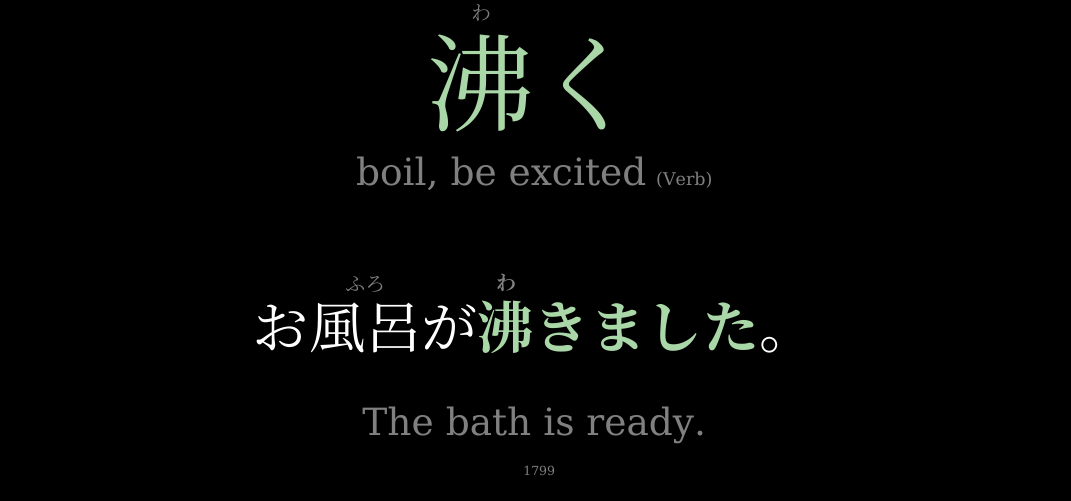 わ
沸く
boil, be excited (Verb)
ふろ わ
お風呂が沸きました。
The bath is ready.
1799